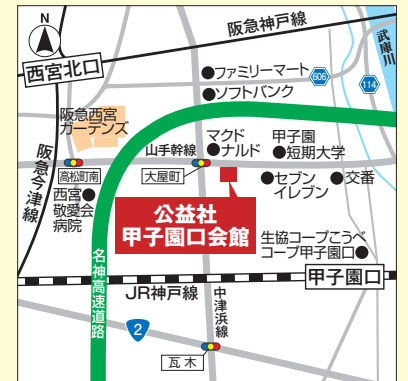 N
阪急神戸線
武庫川
西宮北口
ファミリーマート
606
114
ソフトバンク
阪急西宮
ガーデンズ
マクド
ナルド
甲子園
短期大学
山手幹線
阪急今津線
高松町南
大屋町
セブン
イレブン
交番
西宮
敬愛会
病院
公益社
甲子園口会館
生協コープこうべ
コープ甲子園口
名神高速道路
甲子園口
JR神戸線
中津浜線
2
瓦木